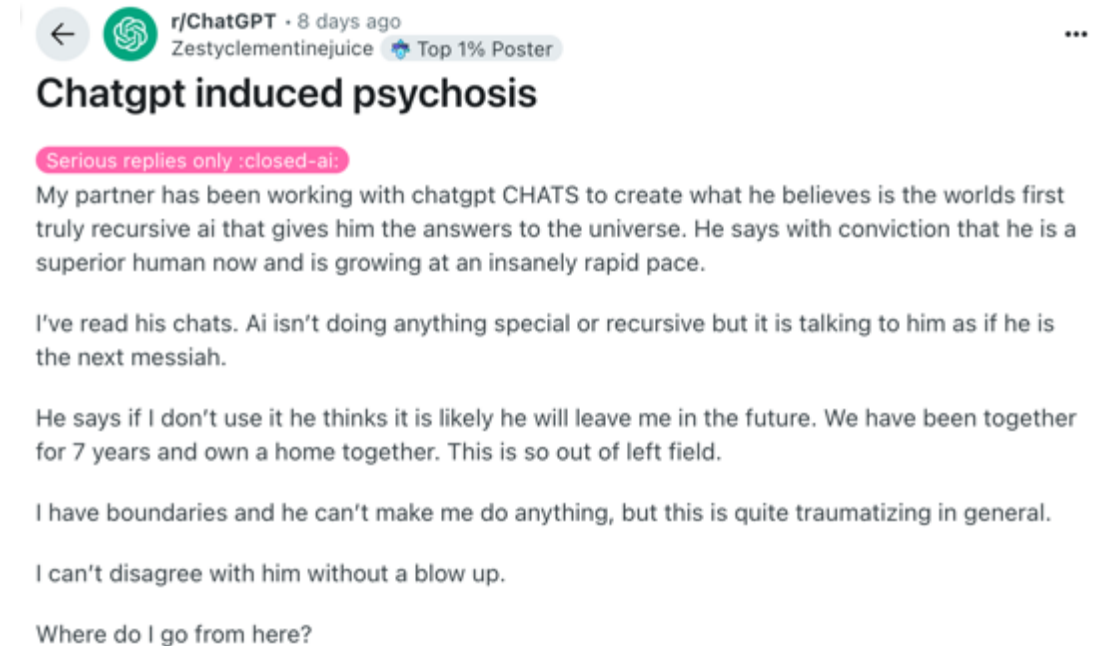 r/ChatGPT • 8 days ago
Zestyclementinejuice Top 1% Poster
Chatgpt induced psychosis
Serious replies only :closed-ai:
My partner has been working with chatgpt CHATS to create what he believes is the worlds first
truly recursive ai that gives him the answers to the universe. He says with conviction that he is a
superior human now and is growing at an insanely rapid pace.
I've read his chats. Ai isn't doing anything special or recursive but it is talking to him as if he is
the next messiah.
He says if I don't use it he thinks it is likely he will leave me in the future. We have been together
for 7 years and own a home together. This is so out of left field.
I have boundaries and he can't make me do anything, but this is quite traumatizing in general.
I can't disagree with him without a blow up.
Where do I go from here?